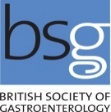 bsg
BRITISH SOCIETY OF
GASTROENTEROLOGY